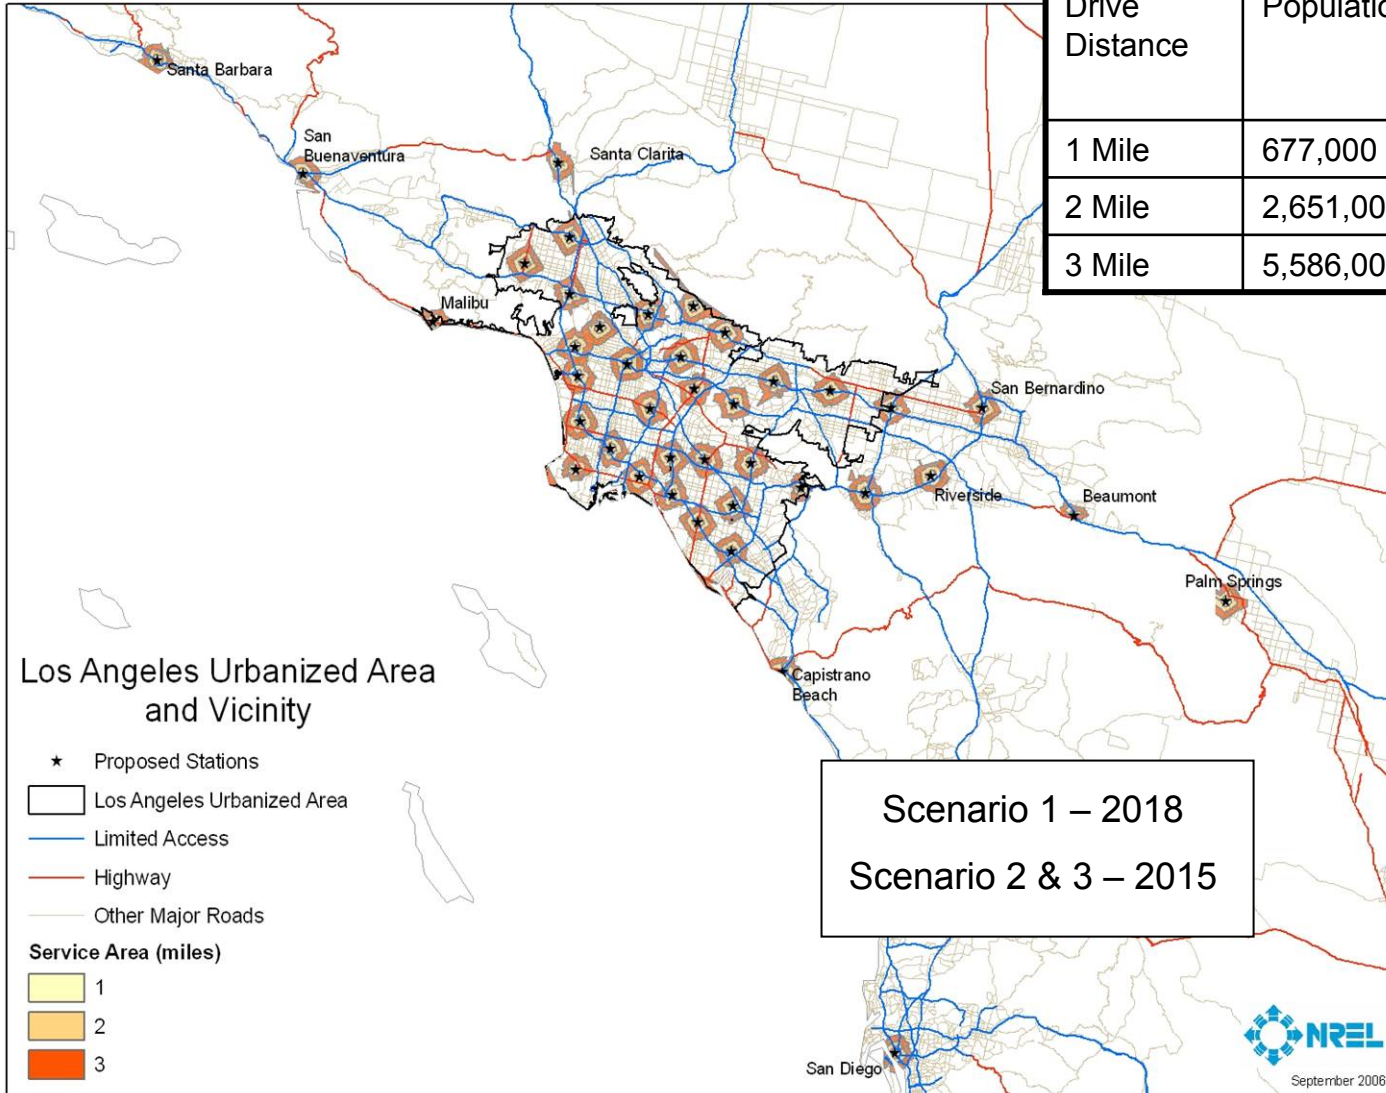 Drive
Distance
1 Mile
677,000
2 Mile
3 Mile
Santa Barbara
San
Buenaventura
Santa Clarita
Malibu
San Bernardino
Riverside
Beaumont
Palm Springs
Capistrano
Beach
Los Angeles Urbanized Area
and Vicinity
Proposed Stations
Los Angeles Urbanized Area
Limited Access
Highway
Other Major Roads
Service Area (miles)
1
2
3
Scenario 1 – 2018
Scenario 2 & 3 – 2015
San Diego
NREL
September 2006